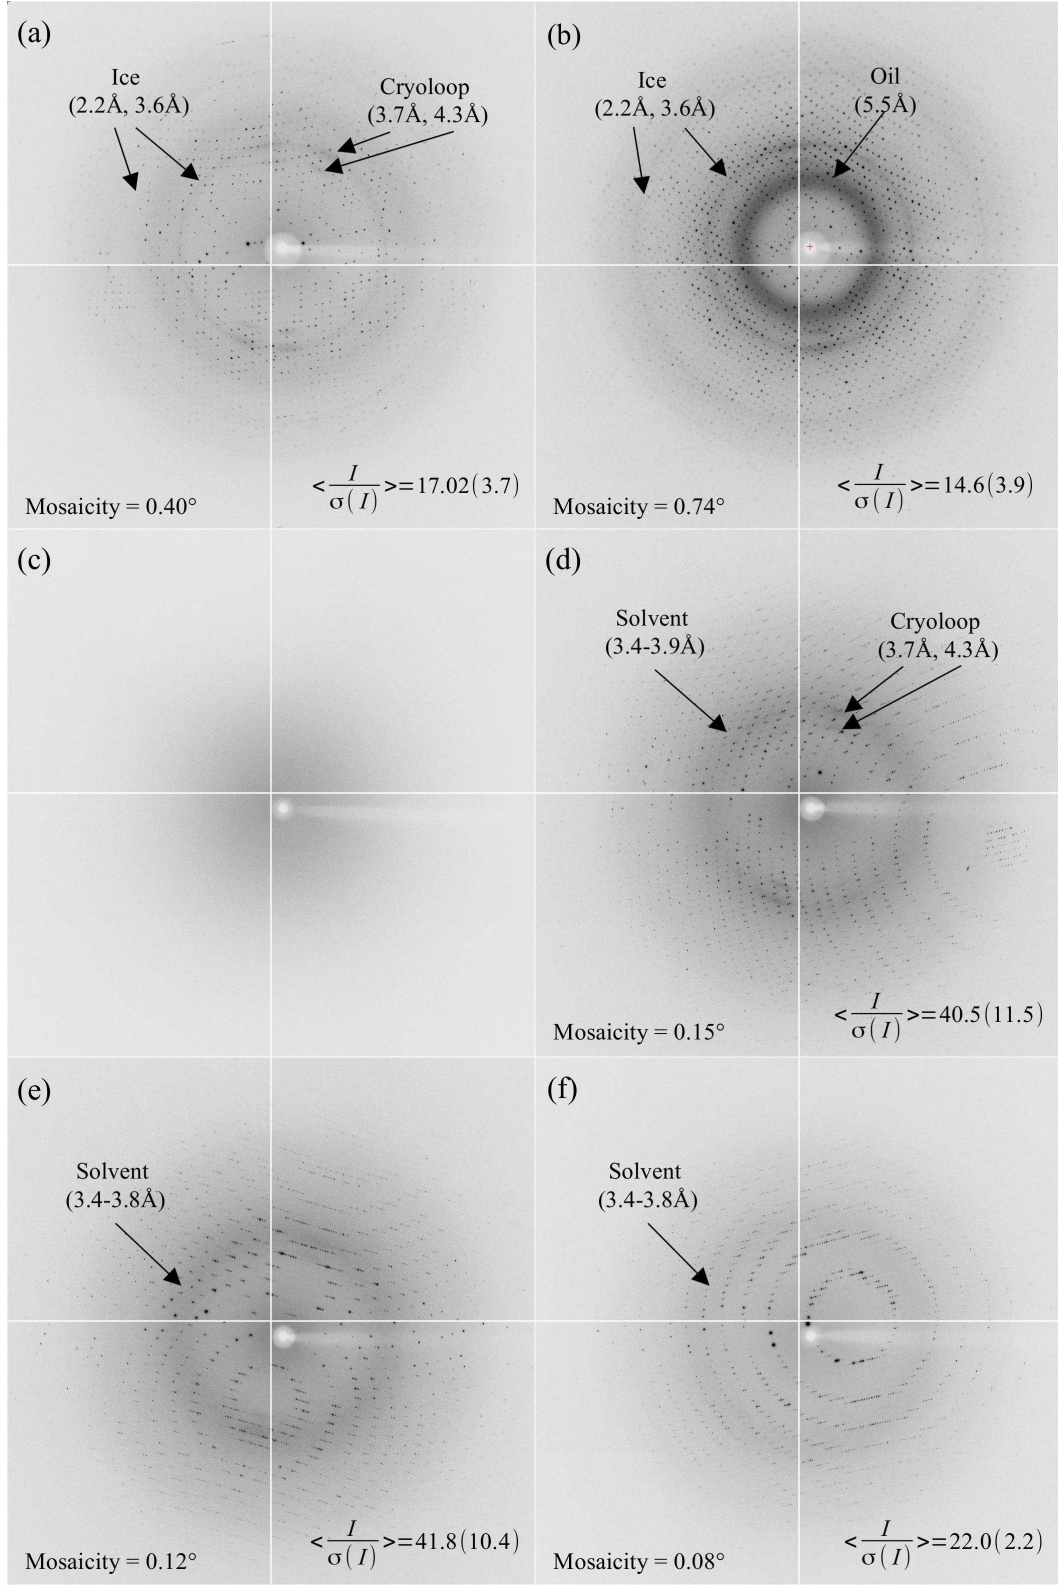 (a)
Ice
(2.2Å, 3.6Å)
Cryoloop
(3.7Å, 4.3Å)
Mosaicity = 0.40°
<I/σ(I)>=17.02(3.7)
(b)
Ice
(2.2Å, 3.6Å)
Oil
(5.5Å)
Mosaicity = 0.74°
<I/σ(I)>=14.6(3.9)
(c)
(d)
Solvent
(3.4-3.9Å)
Cryoloop
(3.7Å, 4.3Å)
Mosaicity = 0.15°
<I/σ(I)>=40.5(11.5)
(e)
Solvent
(3.4-3.8Å)
Mosaicity = 0.12°
<I/σ(I)>=41.8(10.4)
(f)
Solvent
(3.4-3.8Å)
Mosaicity = 0.08°
<I/σ(I)>=22.0(2.2)